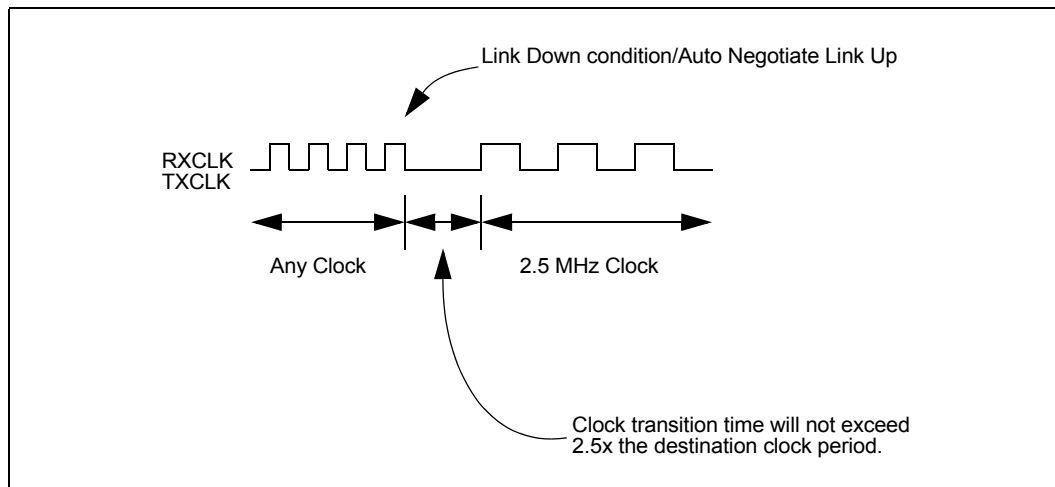 Link Down condition/Auto Negotiate Link Up
RXCLK
TXCLK
Any Clock
2.5 MHz Clock
Clock transition time will not exceed
2.5x the destination clock period.